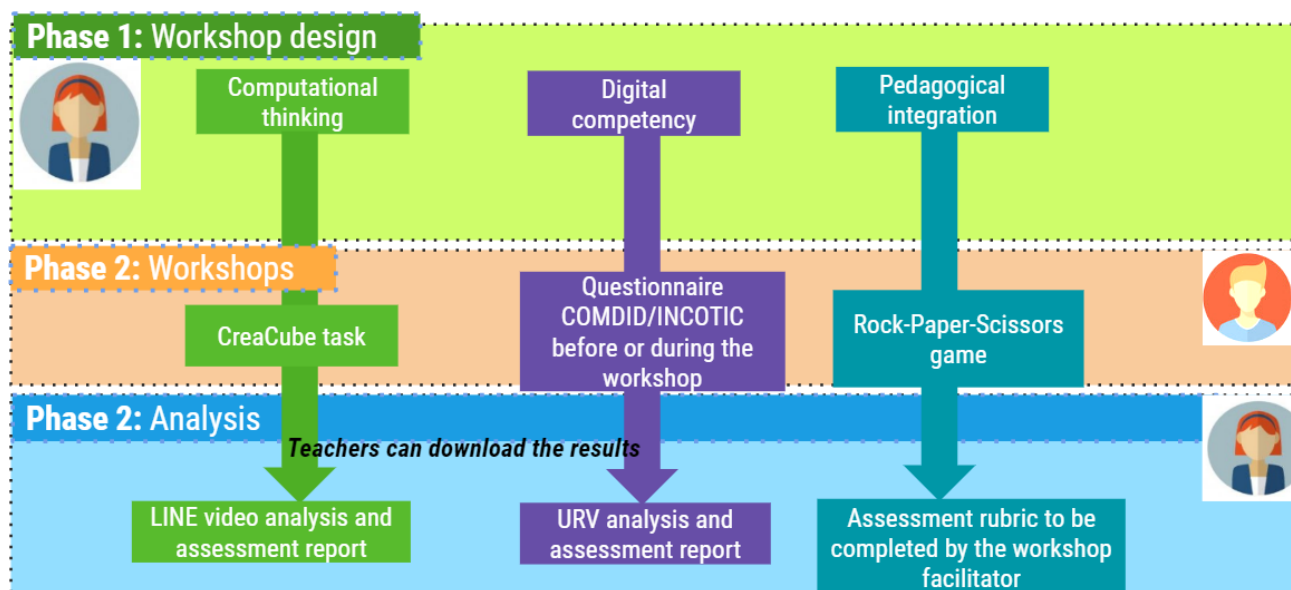 Phase 1: Workshop design
Computational
thinking
Digital
competency
Pedagogical
integration
Phase 2: Workshops
CreaCube task
Questionnaire
COMDID/INCOTIC
before or during the
workshop
Rock-Paper-Scissors
game
Phase 2: Analysis
Teachers can download the results
LINE video analysis and
assessment report
URV analysis and
assessment report
Assessment rubric to be
completed by the workshop
facilitator